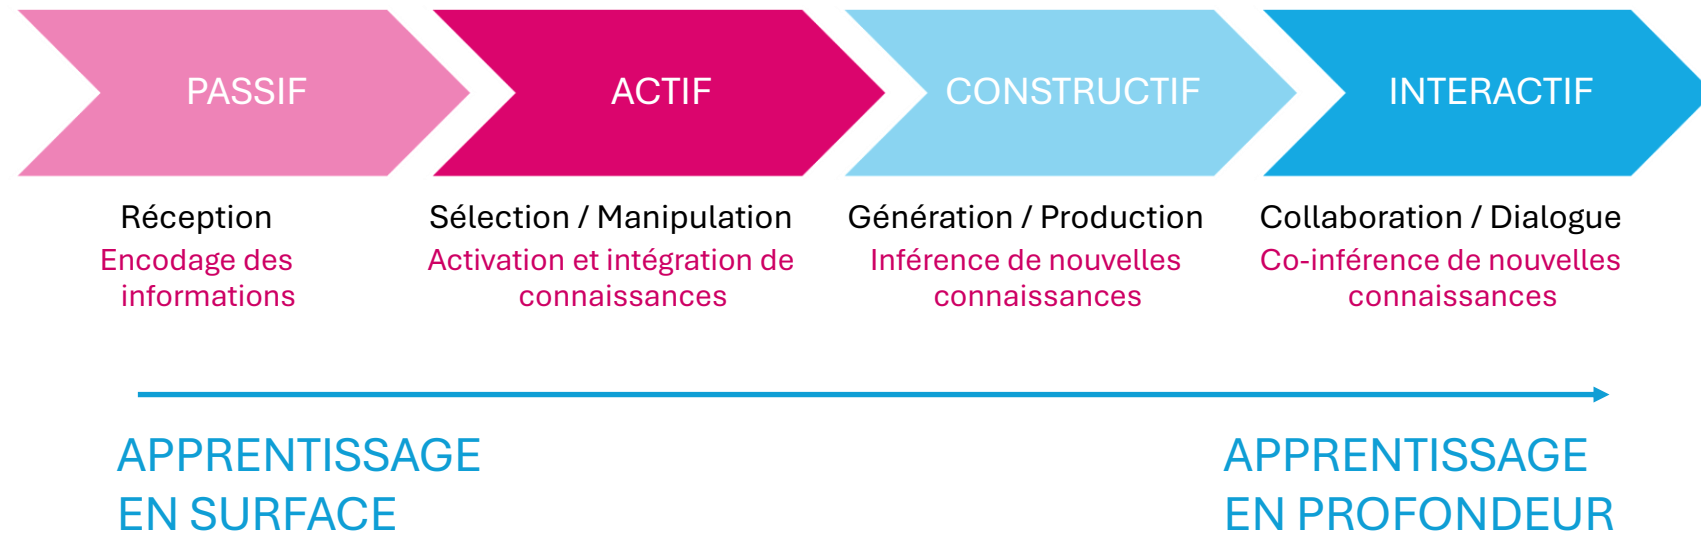 PASSIF
ACTIF
CONSTRUCTIF
INTERACTIF
Réception
Encodage des
informations
Sélection / Manipulation
Activation et intégration de
connaissances
Génération / Production
Inférence de nouvelles
connaissances
Collaboration / Dialogue
Co-inférence de nouvelles
connaissances
APPRENTISSAGE
EN SURFACE
APPRENTISSAGE
EN PROFONDEUR